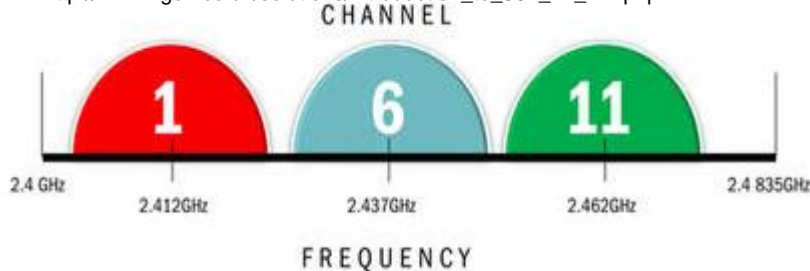 CHANNEL
1 6 11
2.4 GHz 2.4 835GHz
2.412GHz 2.437GHz 2.462GHz
FREQUENCY